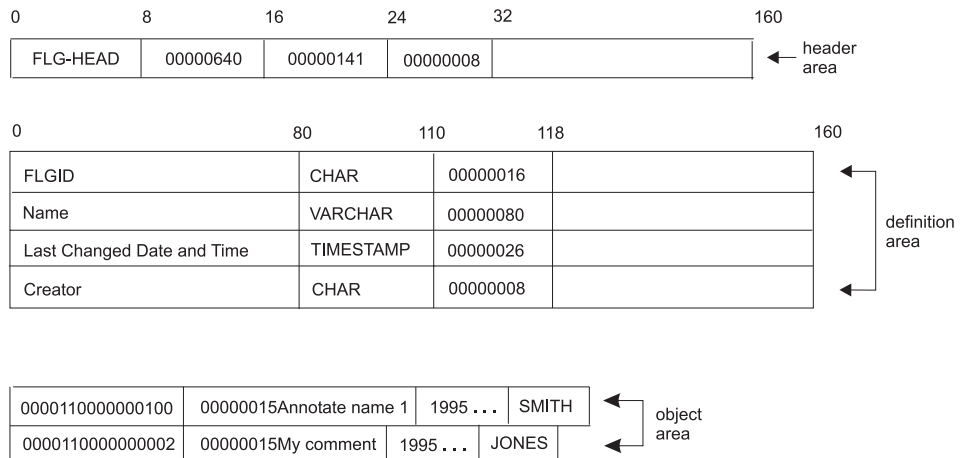 0 8 16 24 32 160
FLG-HEAD 00000640 00000141 00000008
header
area
0 80 110 118 160
FLGID CHAR 00000016
Name VARCHAR 00000080
Last Changed Date and Time TIMESTAMP 00000026
Creator CHAR 00000008
definition
area
0000110000000100 00000015Annotate name 1 1995 ... SMITH
0000110000000002 00000015My comment 1995 ... JONES
object
area